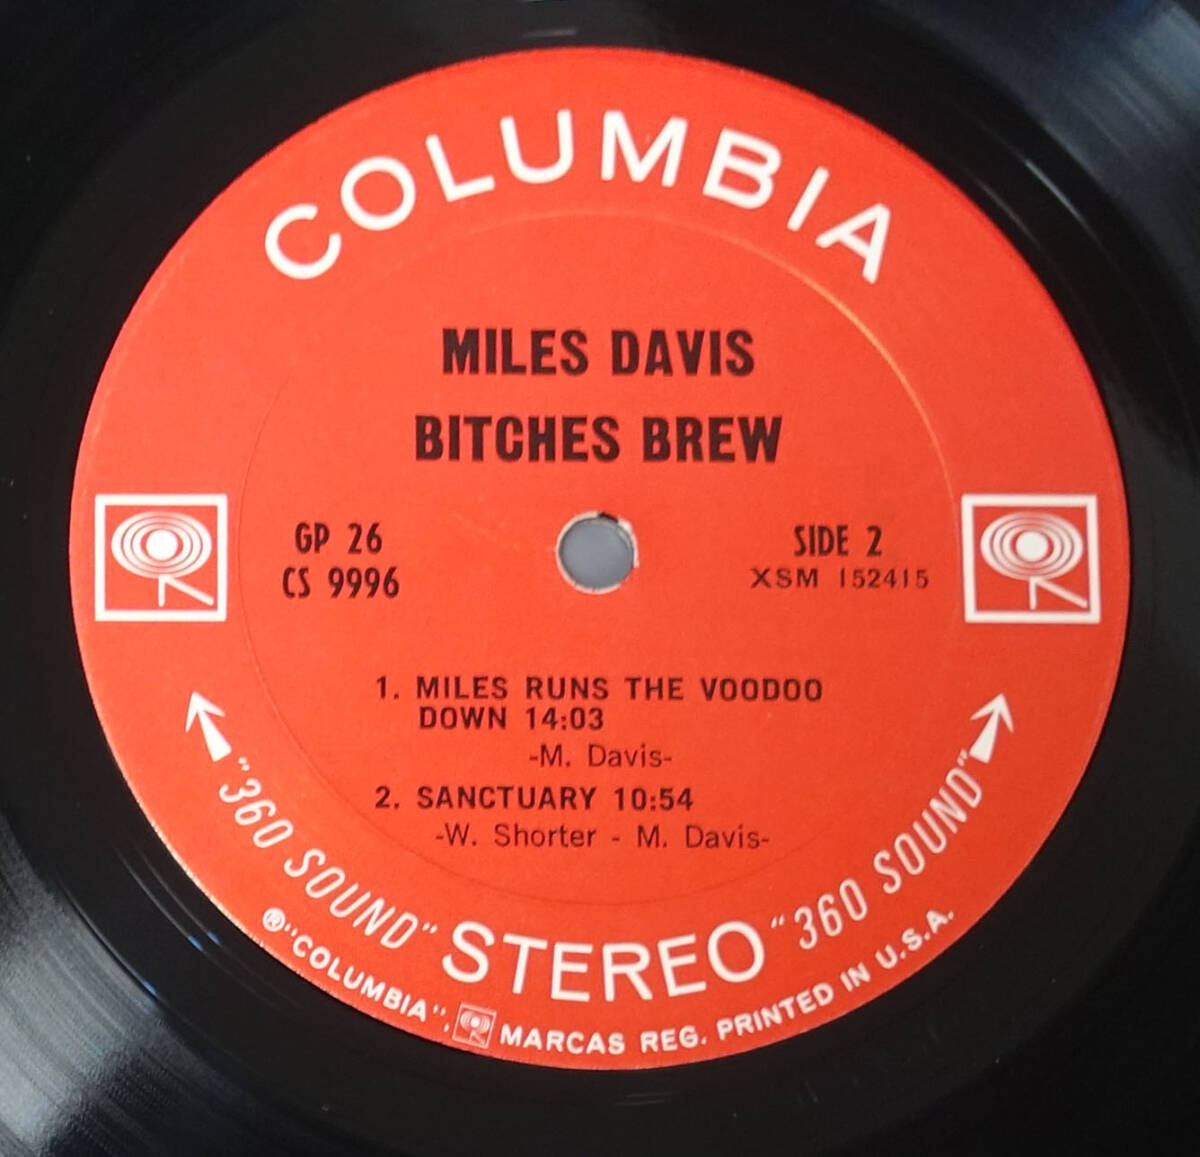 COLUMBIA
MILES DAVIS
BITCHES BREW
GP 26
CS 9996
SIDE 2
XSM 152415
1. MILES RUNS THE VOODOO
DOWN 14:03
-M. Davis-
2. SANCTUARY 10:54
-W. Shorter - M. Davis-
"360 SOUND" STEREO "360 SOUND"
®"COLUMBIA", MARCAS REG. PRINTED IN U.S.A.